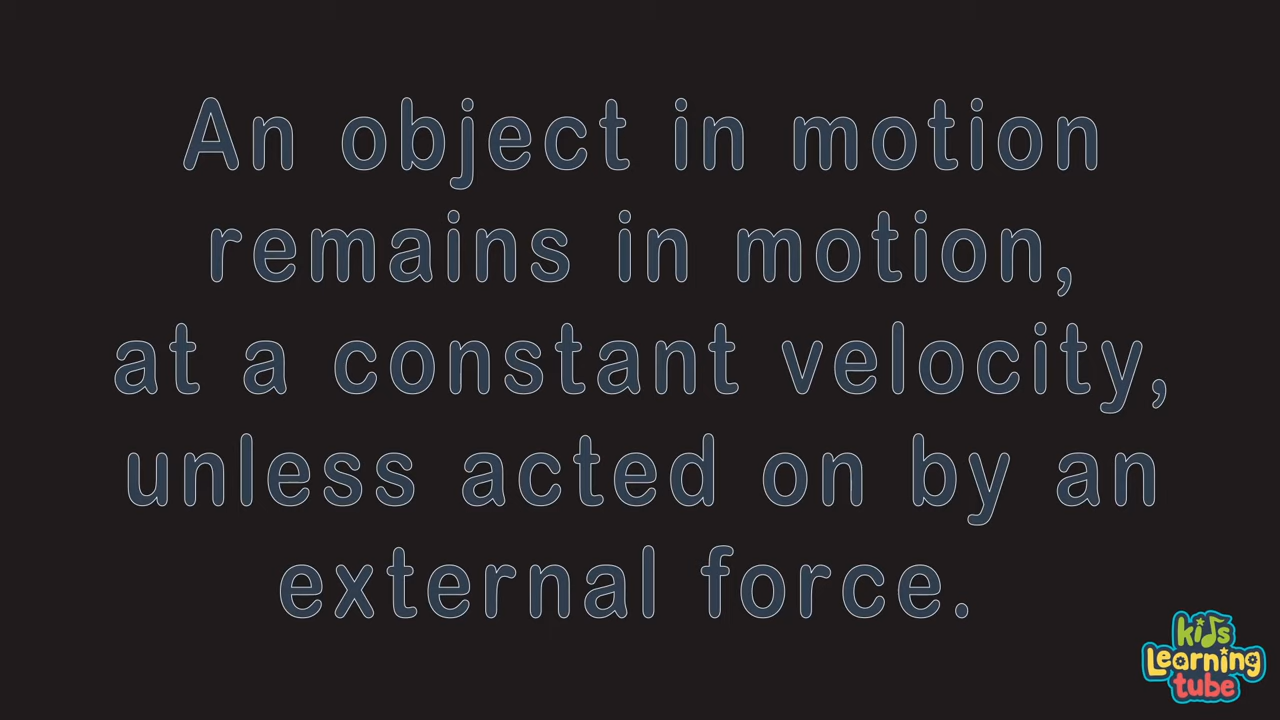 An object in motion
remains in motion,
at a constant velocity,
unless acted on by an
external force.
kids
Learning
tube